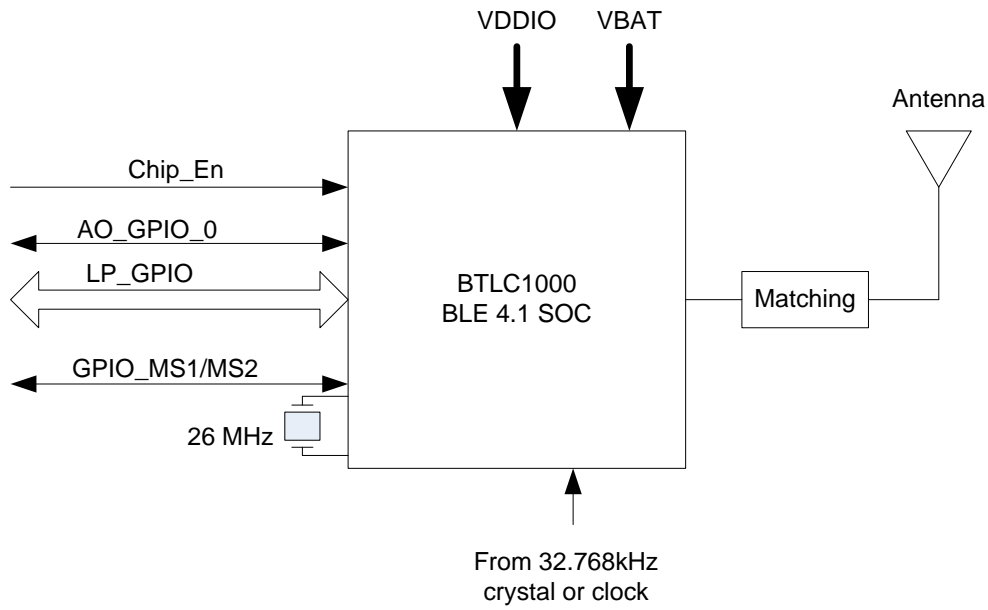 VDDIO
VBAT
Antenna
Chip_En
AO_GPIO_0
LP_GPIO
BTLC1000
BLE 4.1 SOC
Matching
GPIO_MS1/MS2
26 MHz
From 32.768kHz
crystal or clock